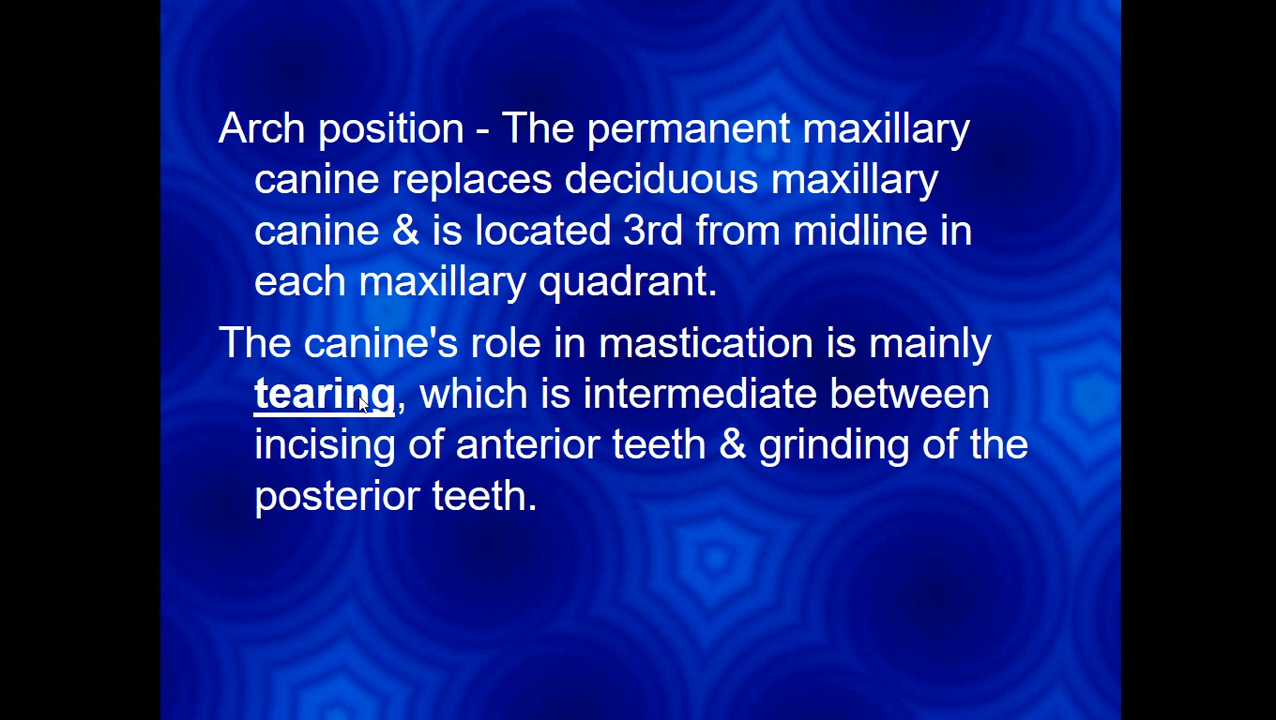 Arch position - The permanent maxillary
canine replaces deciduous maxillary
canine & is located 3rd from midline in
each maxillary quadrant.
The canine's role in mastication is mainly
tearing, which is intermediate between
incising of anterior teeth & grinding of the
posterior teeth.